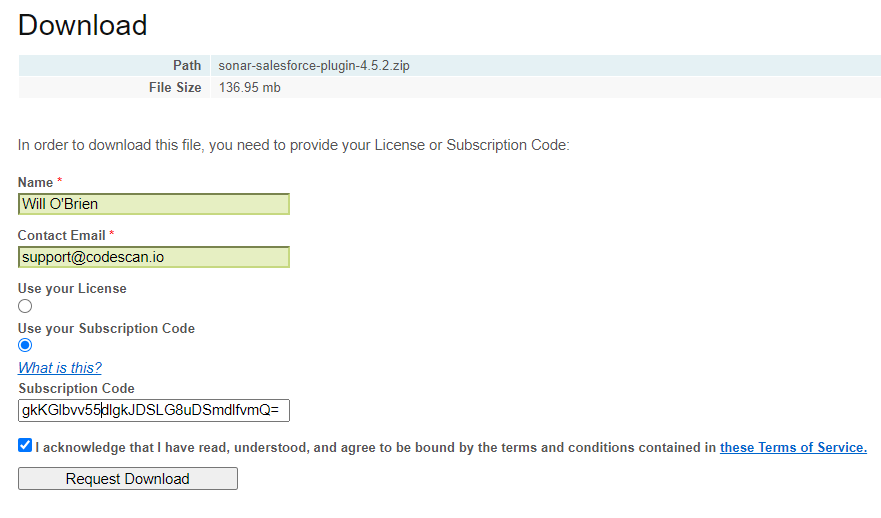 Download
Path sonar-salesforce-plugin-4.5.2.zip
File Size 136.95 mb
In order to download this file, you need to provide your License or Subscription Code:
Name *
Will O'Brien
Contact Email *
support@codescan.io
Use your License
Use your Subscription Code
What is this?
Subscription Code
gkKGlbvv55dlgkJDSLG8uDSmdlfvmQ=
I acknowledge that I have read, understood, and agree to be bound by the terms and conditions contained in these Terms of Service.
Request Download